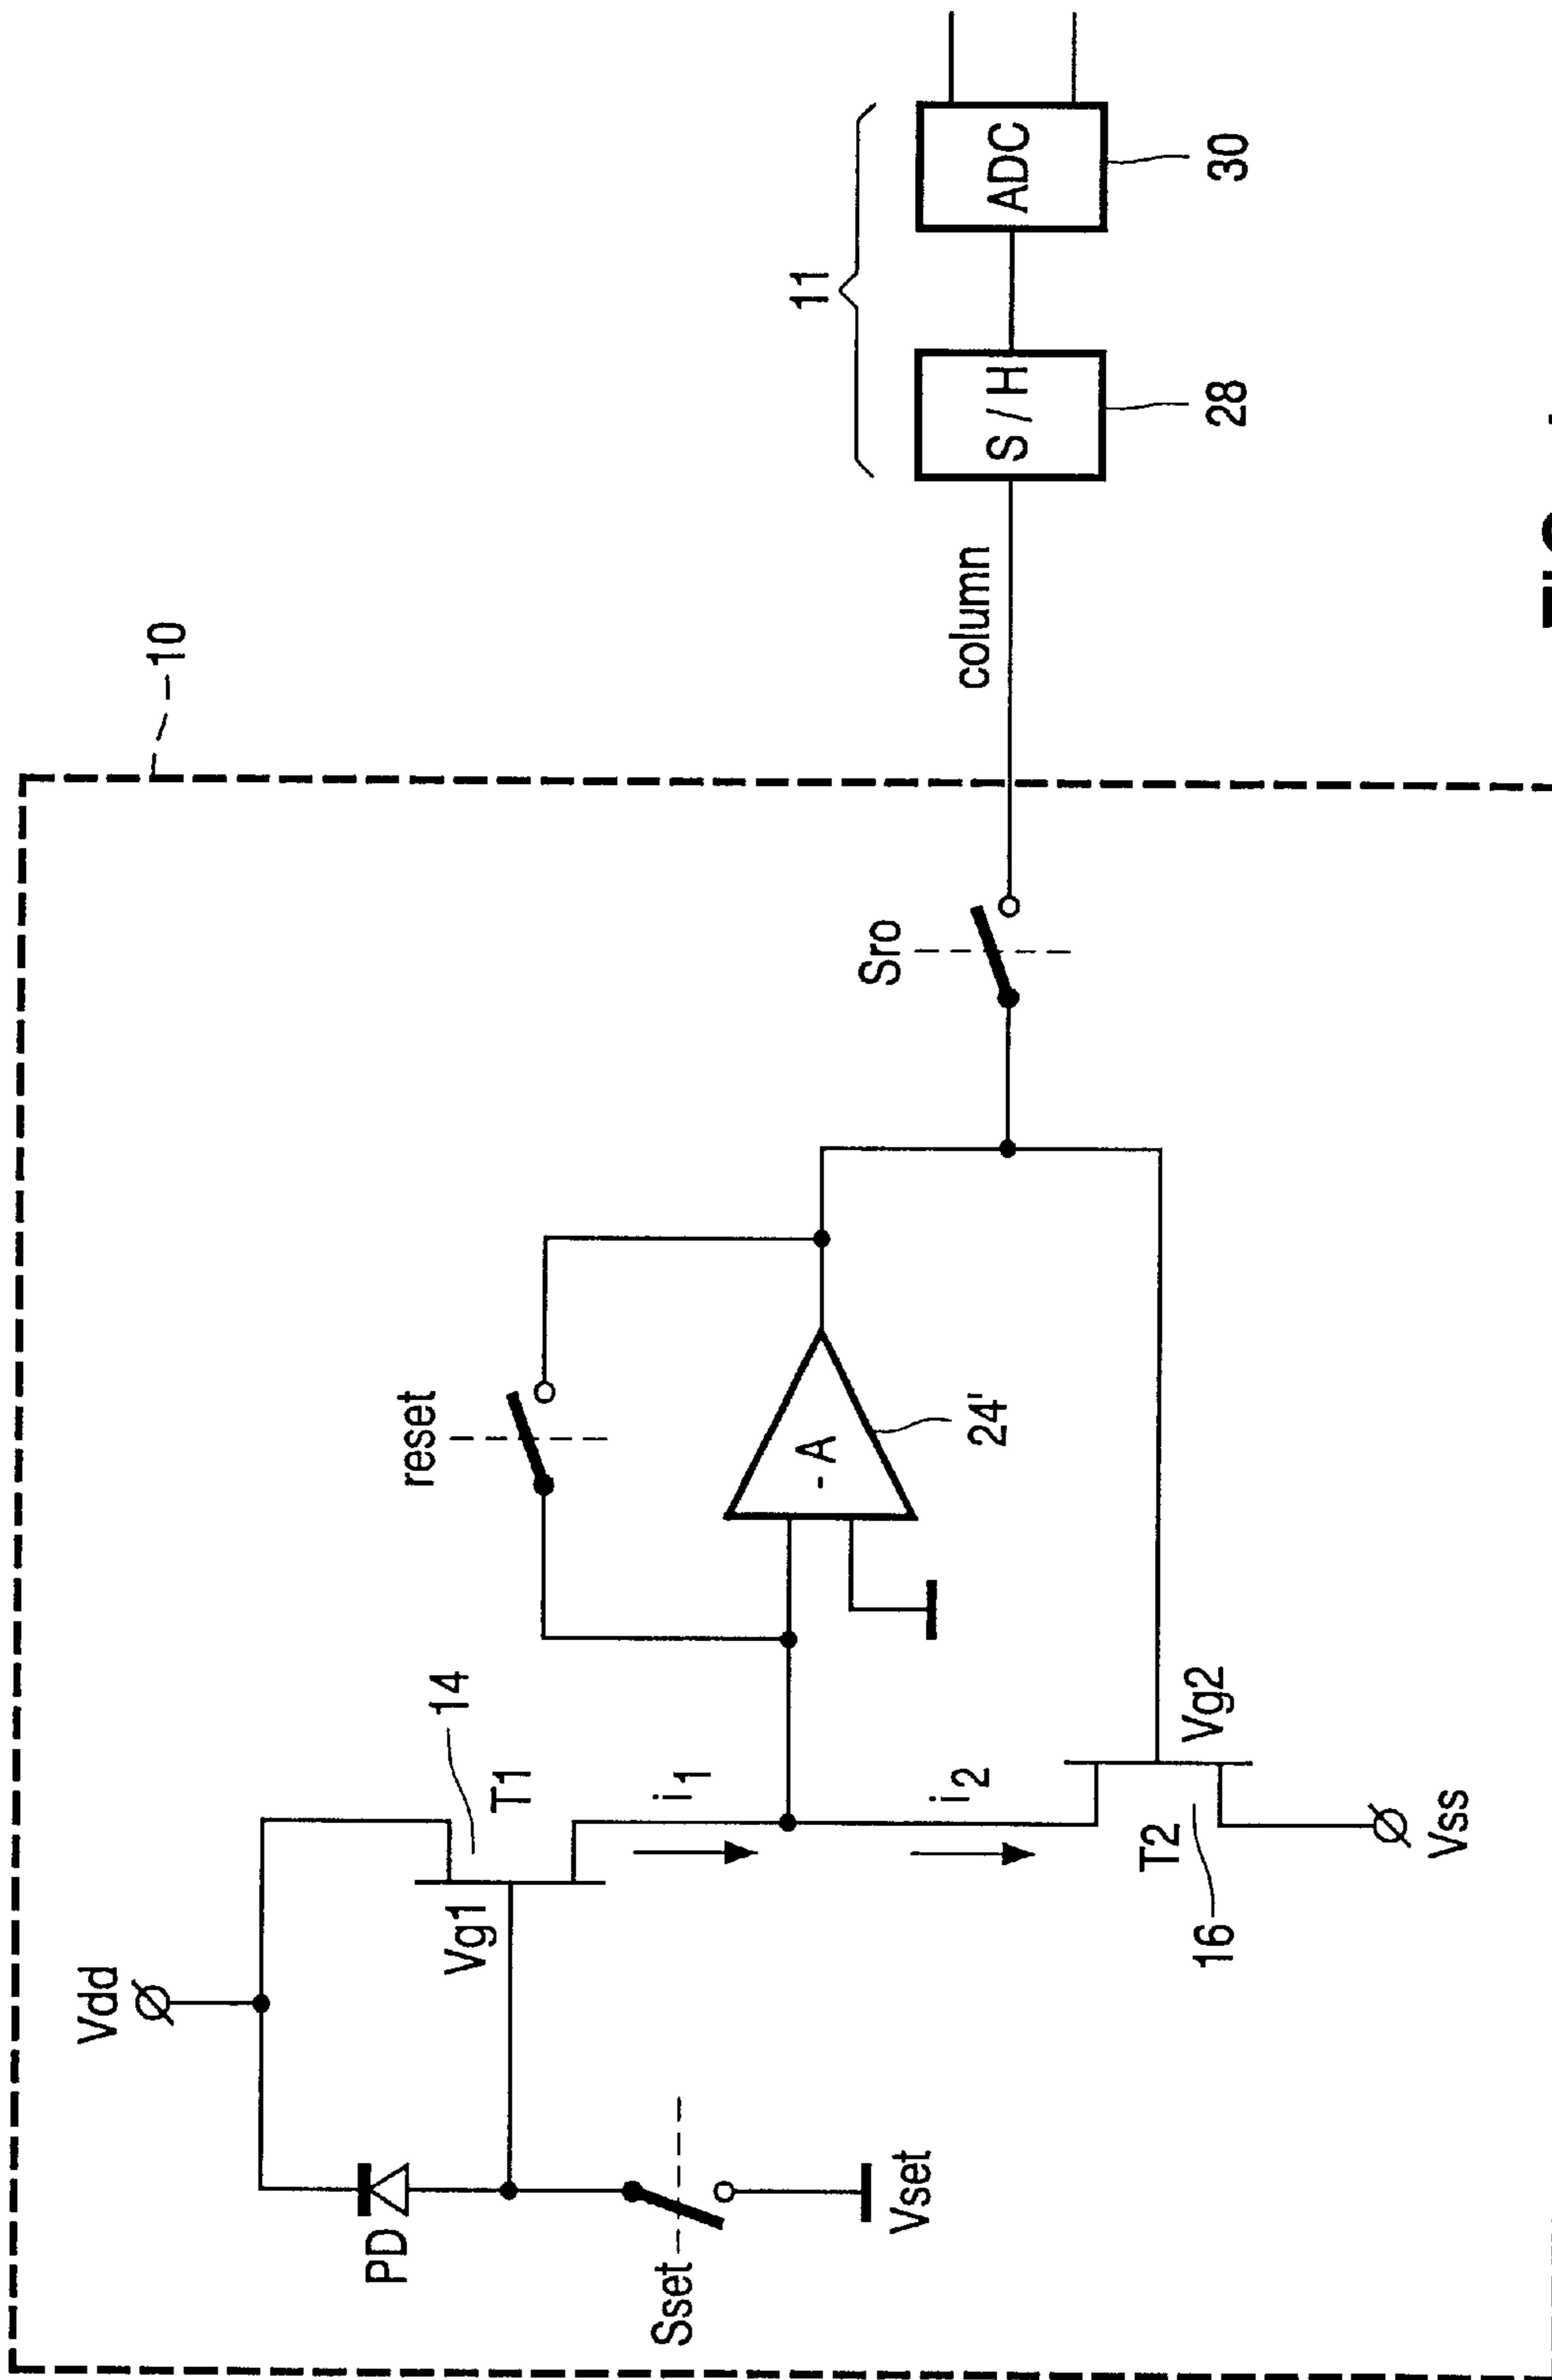 10
Vdd
PD
Vg1
14
T1
reset
Sset
Vset
i1
i2
- A
24'
Sro
column
11
S / H
ADC
28
30
T2
16
Vg2
Vss